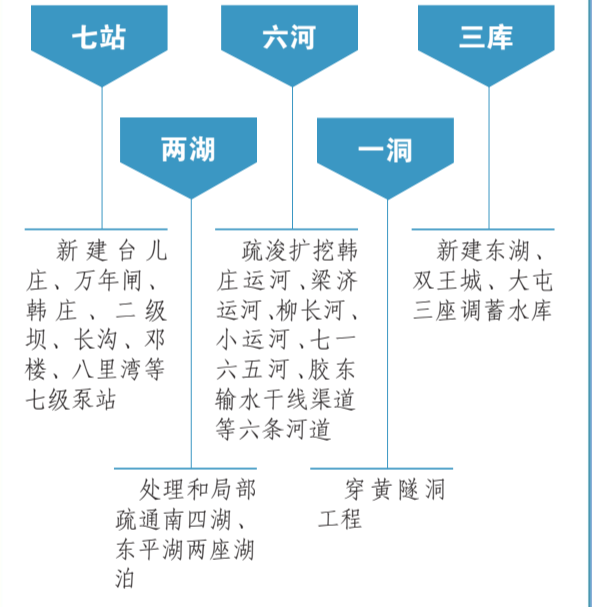 七站
六河
三库
两湖
一洞
新建台儿
庄、万年闸、
韩庄、二级
坝、长沟、邓
楼、八里湾等
七级泵站
疏浚扩挖韩
庄运河、梁济
运河、柳长河、
小运河、七一
六五河、胶东
输水干线渠道
等六条河道
新建东湖、
双王城、大屯
三座调蓄水库
处理和局部
疏通南四湖、
东平湖两座湖
泊
穿黄隧洞
工程